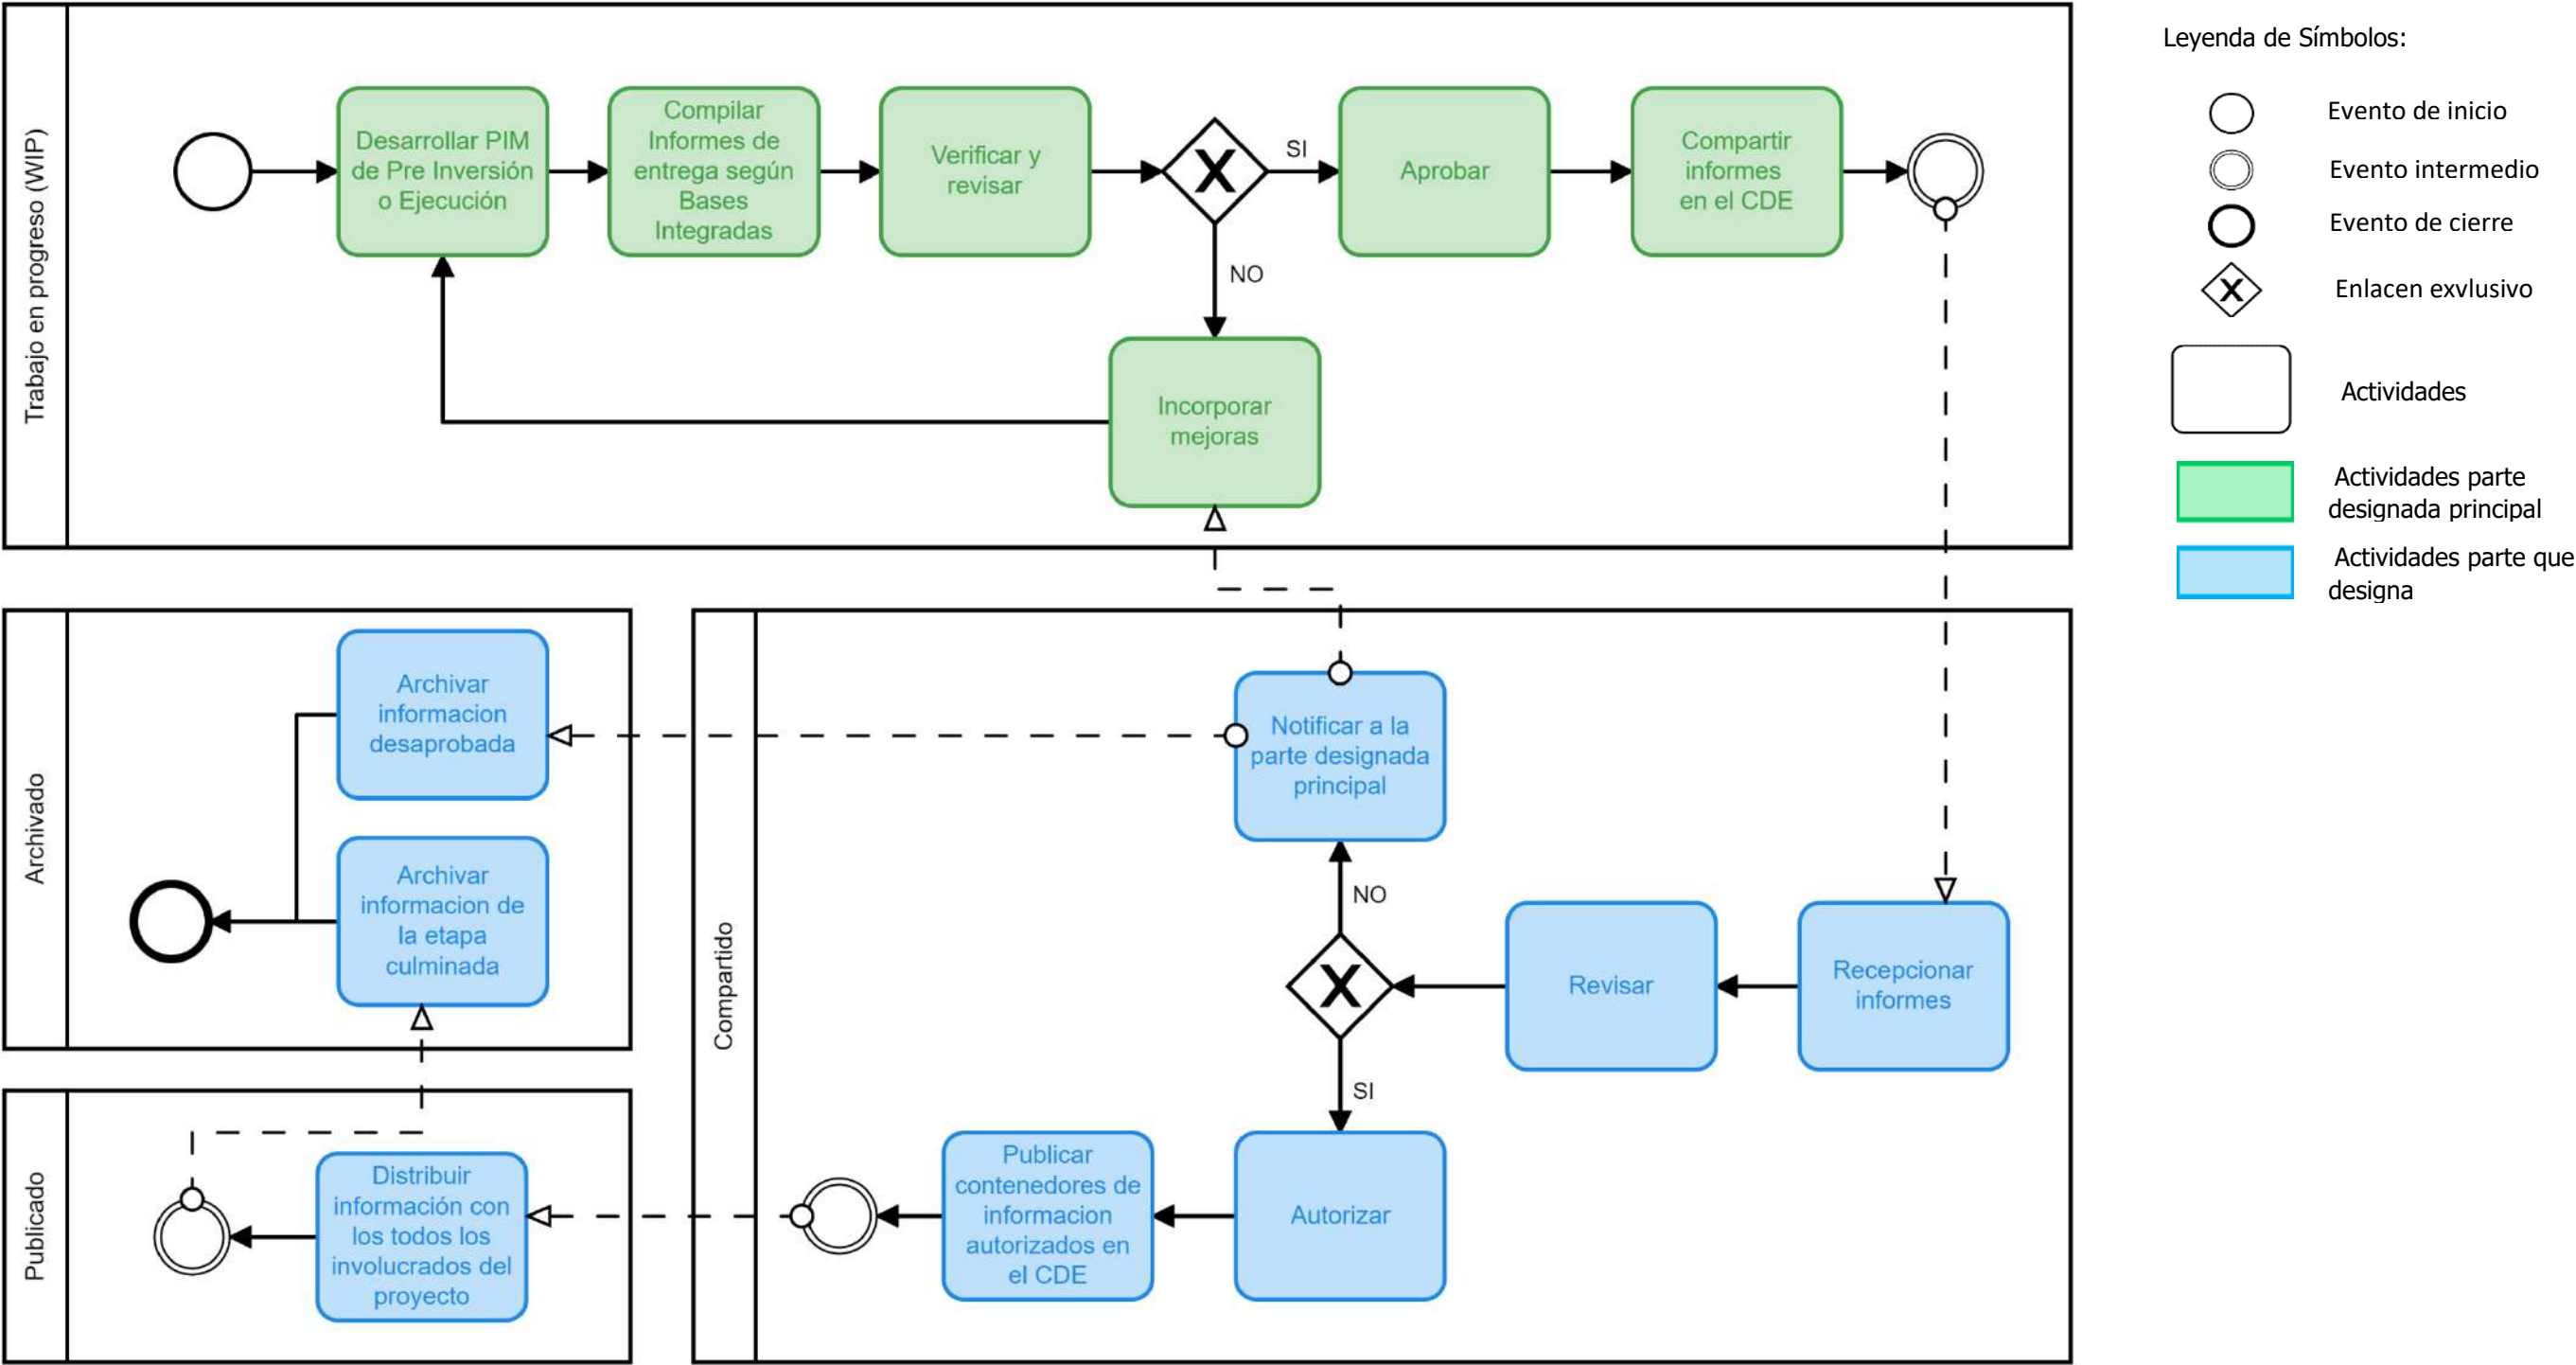 Trabajo en progreso (WIP)
Desarrollar PIM
de Pre Inversión
o Ejecución
Compilar
Informes de
entrega según
Bases
Integradas
Verificar y
revisar
X
SI
NO
Aprobar
Compartir
informes
en el CDE
Incorporar
mejoras
Archivado
Archivar
informacion
desaprobada
Archivar
informacion de
la etapa
culminada
Publicado
Distribuir
información con
los todos los
involucrados del
proyecto
Compartido
Notificar a la
parte designada
principal
NO
X
SI
Revisar
Recepcionar
informes
Publicar
contenedores de
informacion
autorizados en
el CDE
Autorizar
Leyenda de Símbolos:
Evento de inicio
Evento intermedio
Evento de cierre
X
Enlacen exvlusivo
Actividades
Actividades parte
designada principal
Actividades parte que
designa